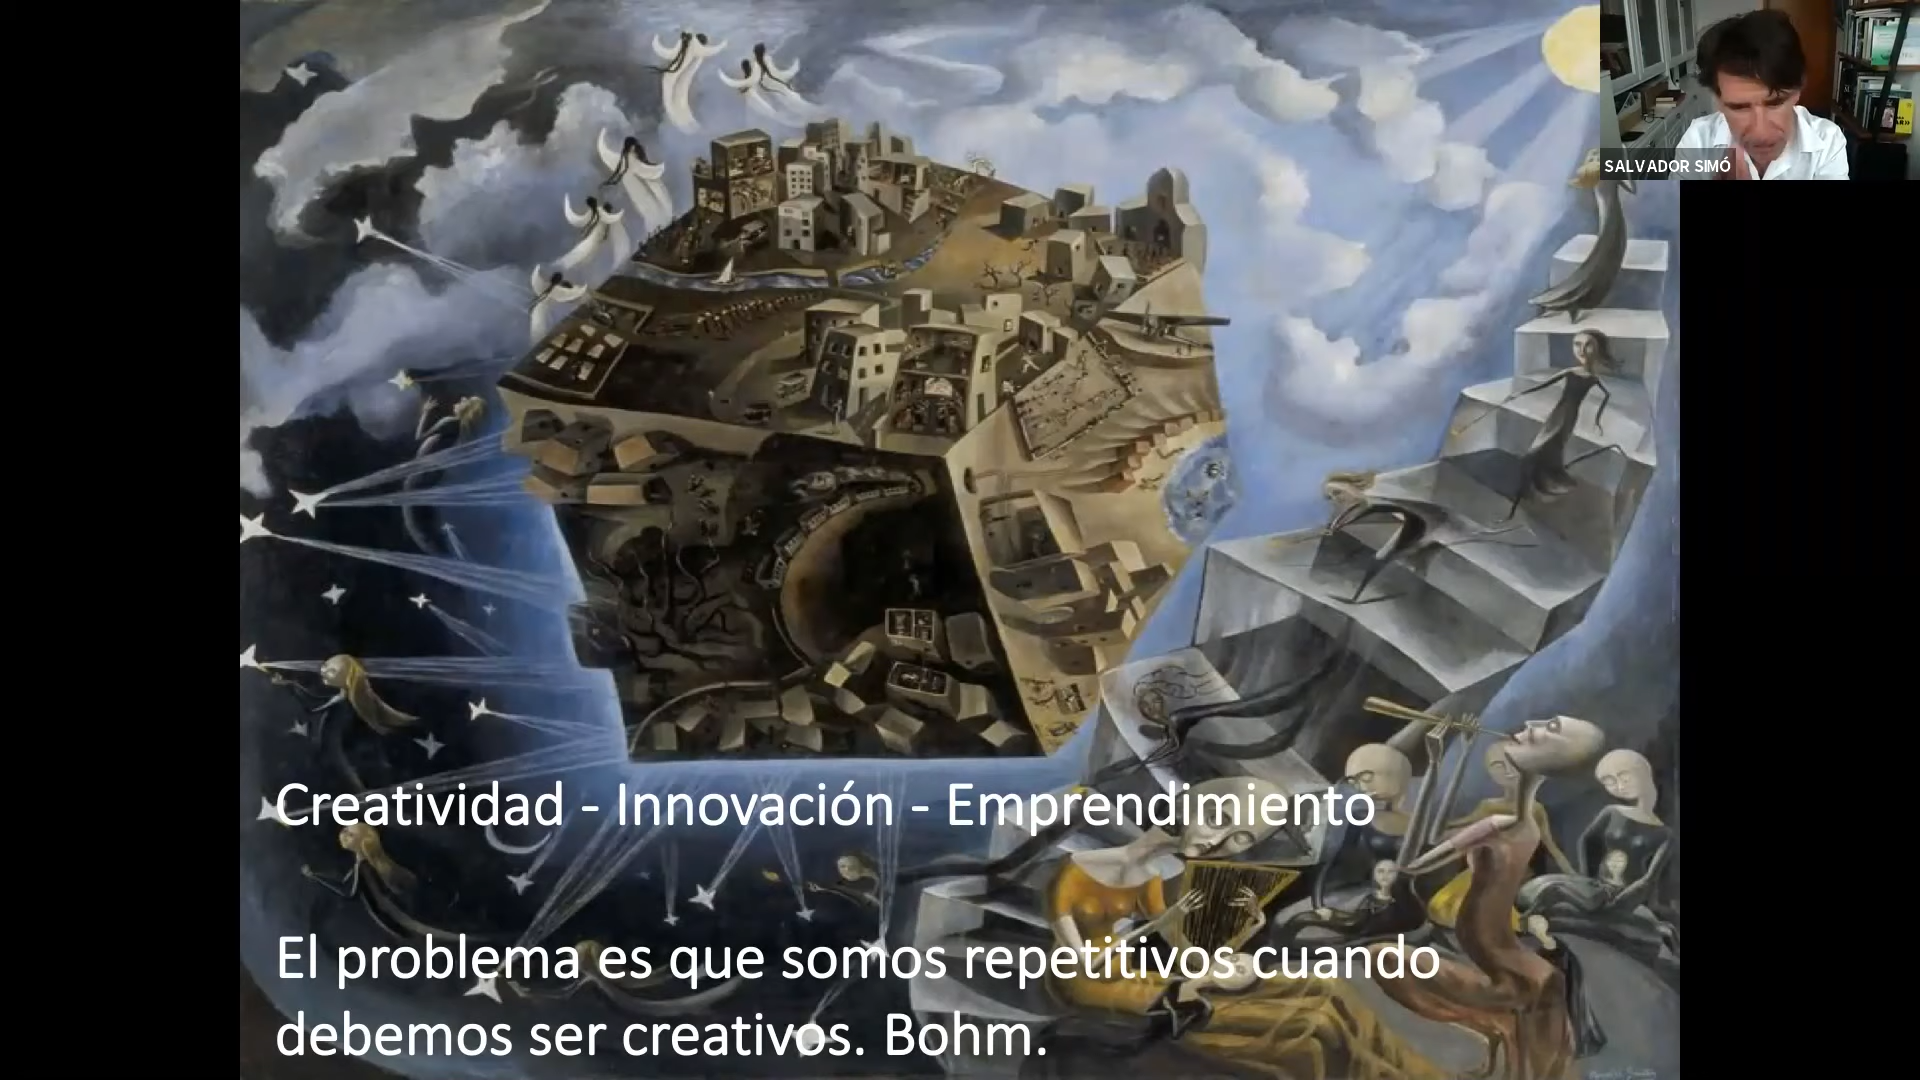 SALVADOR SIMÓ
Creatividad - Innovación - Emprendimiento
El problema es que somos repetitivos cuando
debemos ser creativos. Bohm.